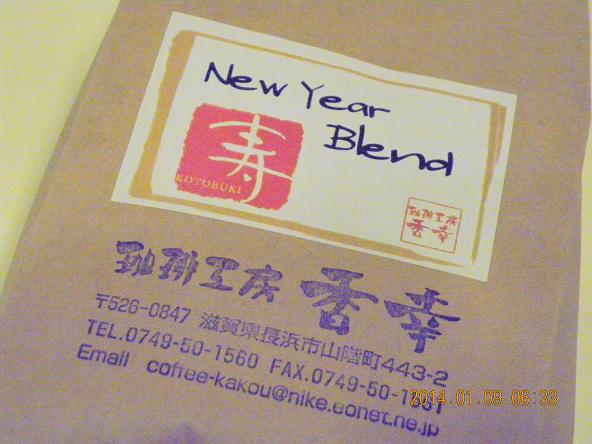 New Year
Blend
寿
KOTOBUKI
珈琲工房
香幸
珈琲工房 香幸
〒526-0847 滋賀県長浜市山階町443-2
TEL.0749-50-1560 FAX.0749-50-1561
Email coffee-kakou@nike.eonet.ne.jp
2014.01.09 06:33